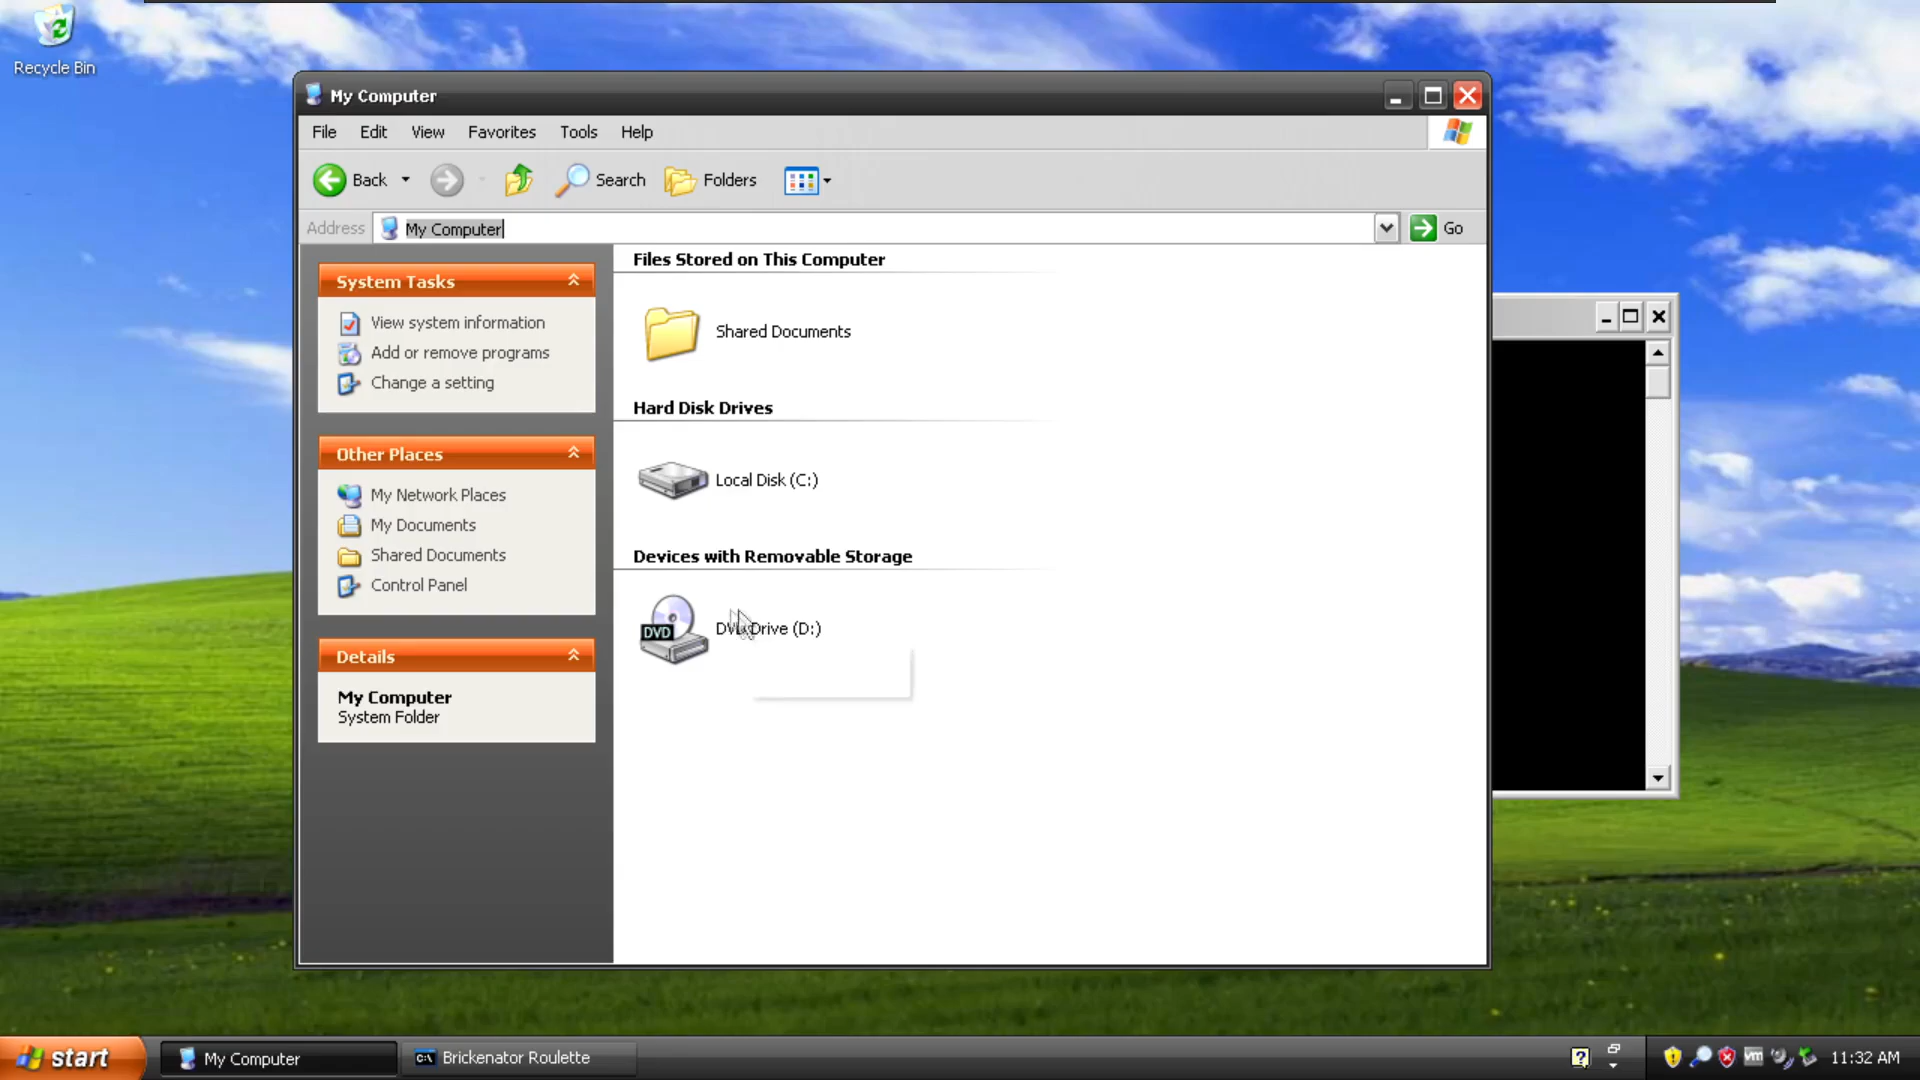 Recycle Bin
My Computer
File Edit View Favorites Tools Help
Back Search Folders
Address My Computer Go
System Tasks
View system information
Add or remove programs
Change a setting
Other Places
My Network Places
My Documents
Shared Documents
Control Panel
Details
My Computer
System Folder
Files Stored on This Computer
Shared Documents
Hard Disk Drives
Local Disk (C:)
Devices with Removable Storage
DVD
DVD Drive (D:)
start My Computer C:\ Brickenator Roulette ? vm 11:32 AM